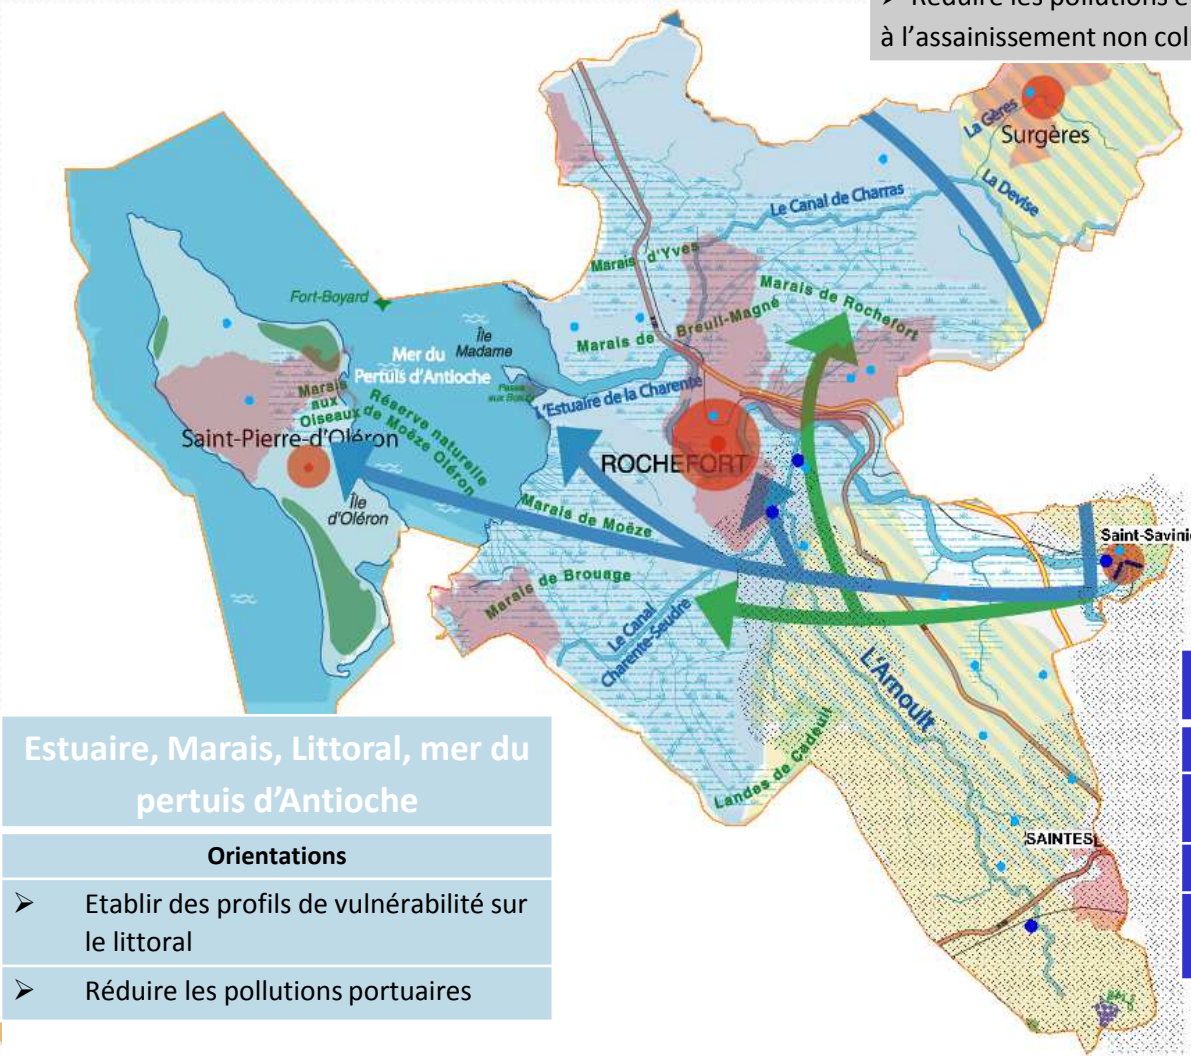 ➢ Réduire les pollutions e
à l'assainissement non col
La Gères
Surgères
La Devise
Le Canal de Charras
Marais d'Yves
Marais de Rochefort
Marais de Breuil-Magné
Fort-Boyard
Île
Madame
Mer du
Pertuis d'Antioche
L'Estuaire de la Charente
Marais
aux
Oiseaux
Réserve naturelle
de Moëze Oléron
Saint-Pierre-d'Oléron
ROCHEFORT
Île
d'Oléron
Marais de Moëze
Saint-Savini
Marais de Brouage
Le Canal
Charente-Seudre
L'Arnoult
Landes de Cadeuil
SAINTES
Estuaire, Marais, Littoral, mer du
pertuis d'Antioche
Orientations
➢ Etablir des profils de vulnérabilité sur
le littoral
➢ Réduire les pollutions portuaires